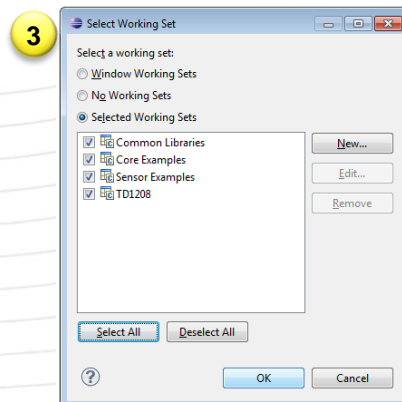 3
Select Working Set
Select a working set:
Window Working Sets
No Working Sets
Selected Working Sets
Common Libraries
Core Examples
Sensor Examples
TD1208
New...
Edit...
Remove
Select All Deselect All
? OK Cancel